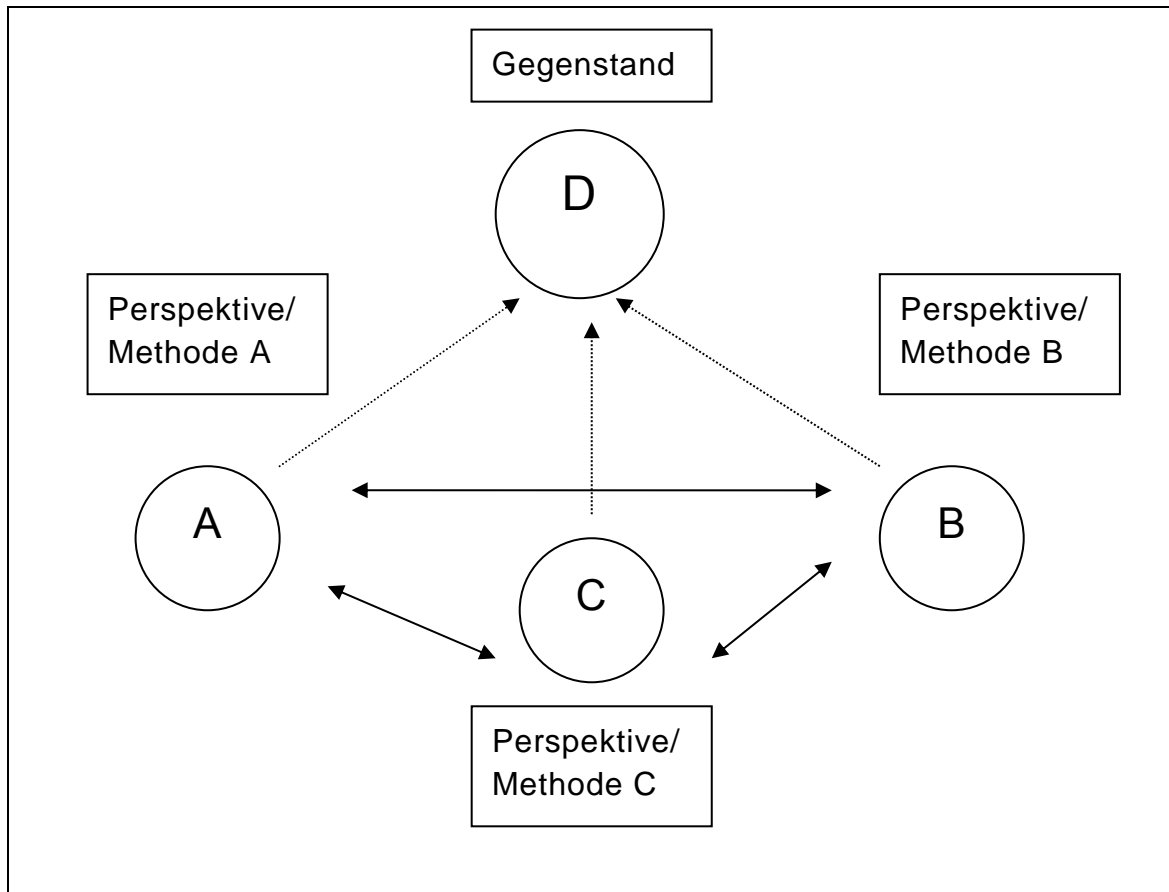 Gegenstand
D
Perspektive/
Methode A
Perspektive/
Methode B
A
B
C
Perspektive/
Methode C